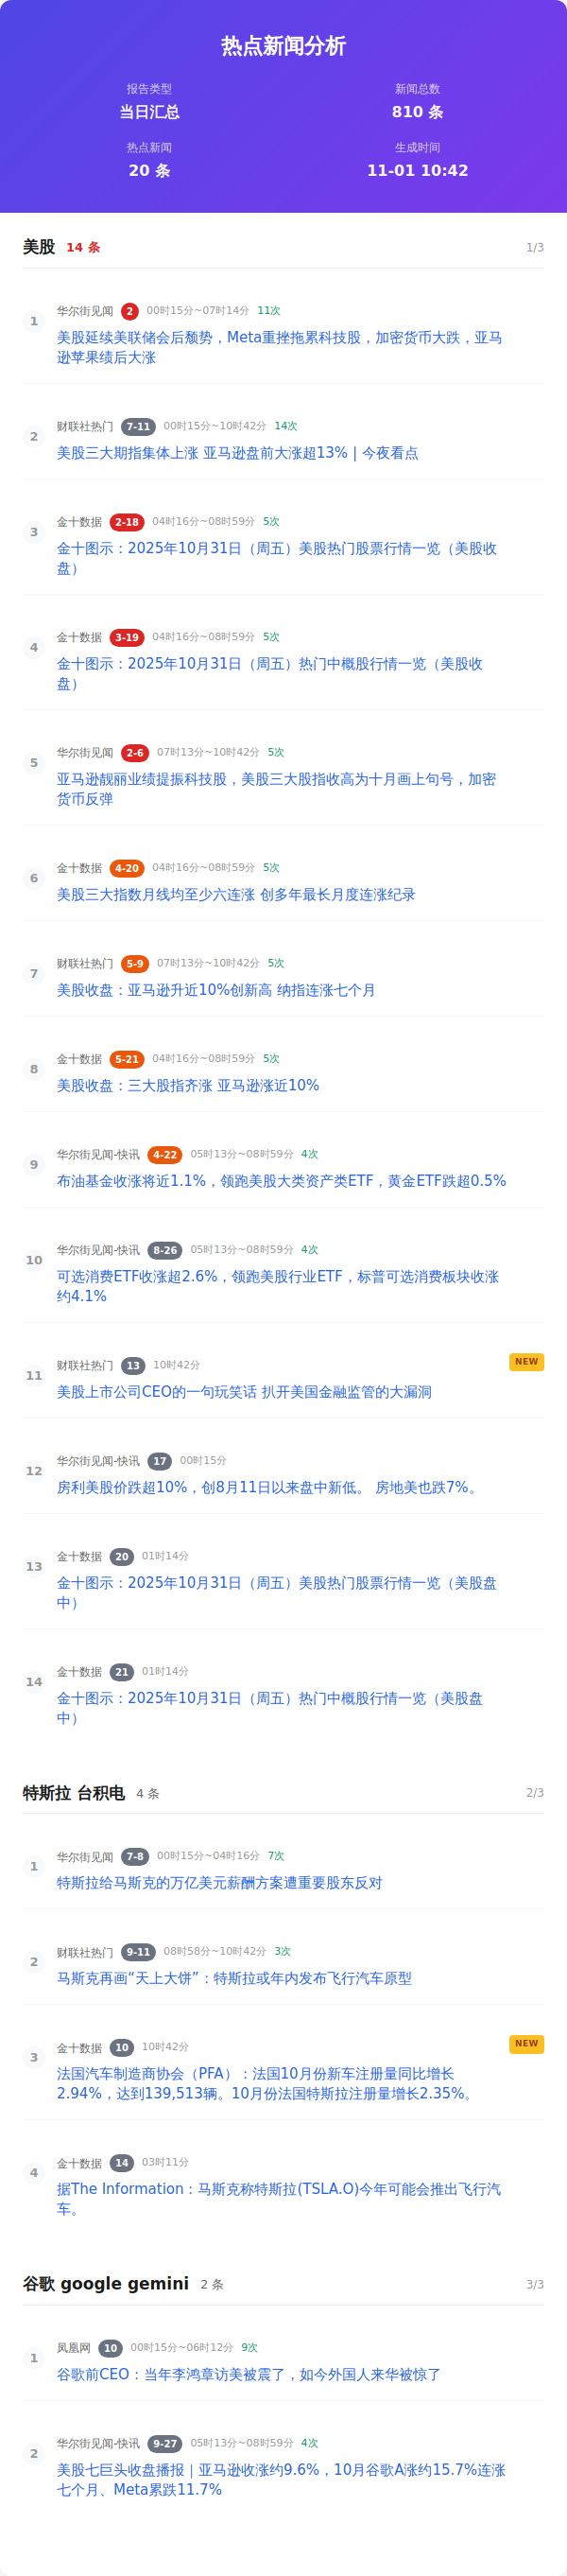 热点新闻分析
报告类型
当日汇总
新闻总数
810 条
热点新闻
20 条
生成时间
11-01 10:42
美股 14 条 1/3
1
华尔街见闻 2 00时15分~07时14分 11次
美股延续美联储会后颓势，Meta重挫拖累科技股，加密货币大跌，亚马
逊苹果绩后大涨
2
财联社热门 7-11 00时15分~10时42分 14次
美股三大期指集体上涨 亚马逊盘前大涨超13% | 今夜看点
3
金十数据 2-18 04时16分~08时59分 5次
金十图示：2025年10月31日（周五）美股热门股票行情一览（美股收
盘）
4
金十数据 3-19 04时16分~08时59分 5次
金十图示：2025年10月31日（周五）热门中概股行情一览（美股收
盘）
5
华尔街见闻 2-6 07时13分~10时42分 5次
亚马逊靓丽业绩提振科技股，美股三大股指收高为十月画上句号，加密
货币反弹
6
金十数据 4-20 04时16分~08时59分 5次
美股三大指数月线均至少六连涨 创多年最长月度连涨纪录
7
财联社热门 5-9 07时13分~10时42分 5次
美股收盘：亚马逊升近10%创新高 纳指连涨七个月
8
金十数据 5-21 04时16分~08时59分 5次
美股收盘：三大股指齐涨 亚马逊涨近10%
9
华尔街见闻-快讯 4-22 05时13分~08时59分 4次
布油基金收涨将近1.1%，领跑美股大类资产类ETF，黄金ETF跌超0.5%
10
华尔街见闻-快讯 8-26 05时13分~08时59分 4次
可选消费ETF收涨超2.6%，领跑美股行业ETF，标普可选消费板块收涨
约4.1%
11
财联社热门 13 10时42分 NEW
美股上市公司CEO的一句玩笑话 扒开美国金融监管的大漏洞
12
华尔街见闻-快讯 17 00时15分
房利美股价跌超10%，创8月11日以来盘中新低。 房地美也跌7%。
13
金十数据 20 01时14分
金十图示：2025年10月31日（周五）美股热门股票行情一览（美股盘
中）
14
金十数据 21 01时14分
金十图示：2025年10月31日（周五）热门中概股行情一览（美股盘
中）
特斯拉 台积电 4 条 2/3
1
华尔街见闻 7-8 00时15分~04时16分 7次
特斯拉给马斯克的万亿美元薪酬方案遭重要股东反对
2
财联社热门 9-11 08时58分~10时42分 3次
马斯克再画“天上大饼”：特斯拉或年内发布飞行汽车原型
3
金十数据 10 10时42分 NEW
法国汽车制造商协会（PFA）：法国10月份新车注册量同比增长
2.94%，达到139,513辆。10月份法国特斯拉注册量增长2.35%。
4
金十数据 14 03时11分
据The Information：马斯克称特斯拉(TSLA.O)今年可能会推出飞行汽
车。
谷歌 google gemini 2 条 3/3
1
凤凰网 10 00时15分~06时12分 9次
谷歌前CEO：当年李鸿章访美被震了，如今外国人来华被惊了
2
华尔街见闻-快讯 9-27 05时13分~08时59分 4次
美股七巨头收盘播报｜亚马逊收涨约9.6%，10月谷歌A涨约15.7%连涨
七个月、Meta累跌11.7%